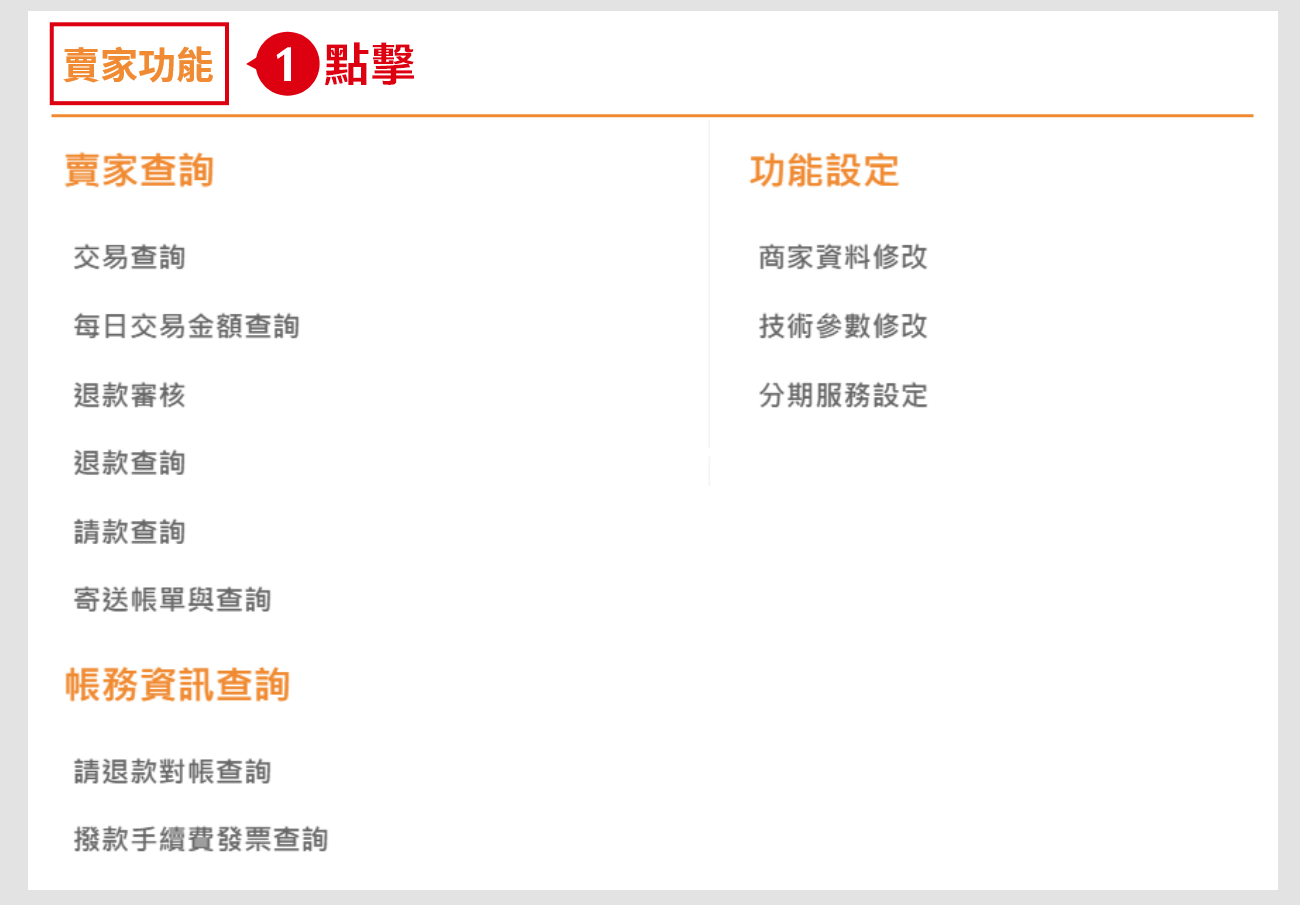 賣家功能 1 點擊
賣家查詢
交易查詢
每日交易金額查詢
退款審核
退款查詢
請款查詢
寄送帳單與查詢
帳務資訊查詢
請退款對帳查詢
撥款手續費發票查詢
功能設定
商家資料修改
技術參數修改
分期服務設定